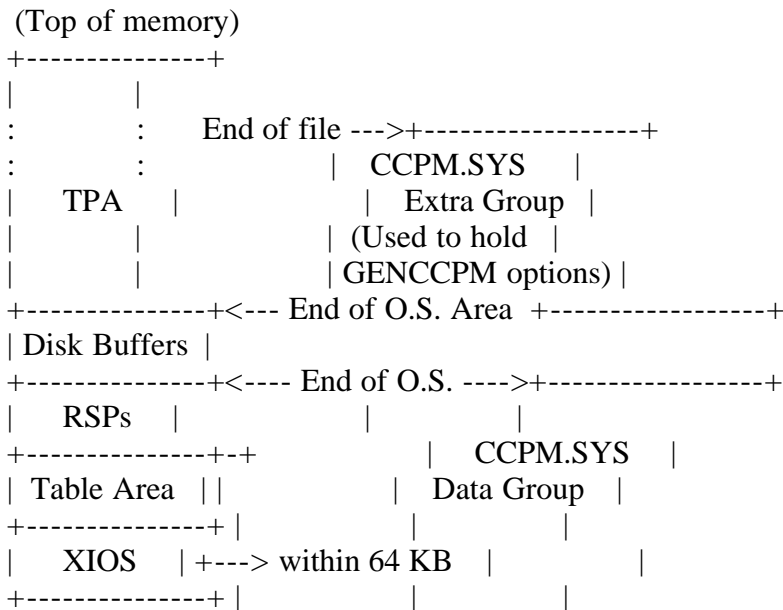 (Top of memory)
+---------------+
|               |
:               :      End of file --->+------------------+
:               :                      | CCPM.SYS     |
|     TPA     |                      | Extra Group  |
|               |                      | (Used to hold   |
|               |                      | GENCCPM options) |
+---------------+<--- End of O.S. Area  +-----------------+
| Disk Buffers  |
+---------------+<---- End of O.S. ---->+-----------------+
|     RSPs     |                      |                |
+---------------+-+                      |     CCPM.SYS     |
|  Table Area   | |                      |   Data Group    |
+---------------+ |                      |                |
|     XIOS     | +---> within 64 KB     |                |
+---------------+ |                      |                |